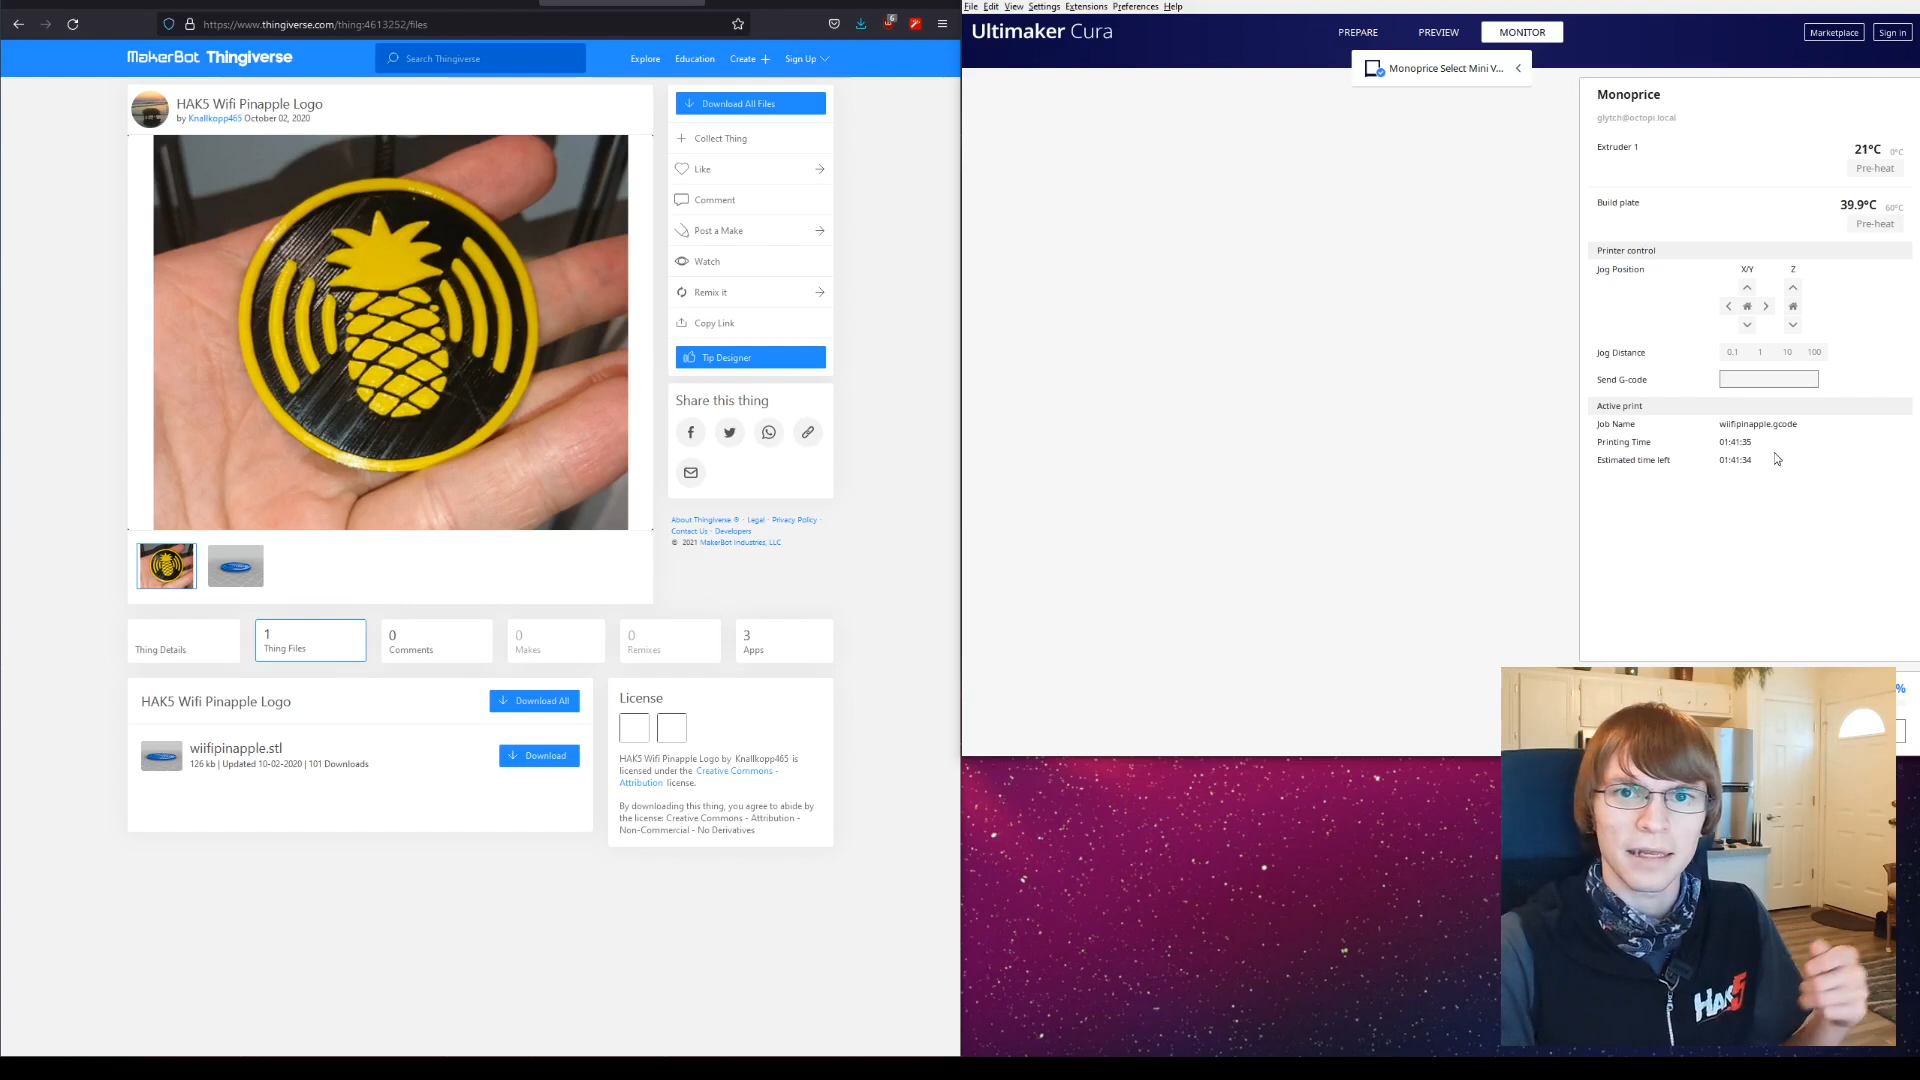 https://www.thingiverse.com/thing:4613252/files
6
MakerBot Thingiverse
Search Thingiverse
Explore
Education
Create
Sign Up
HAK5 Wifi Pinapple Logo
by Knallkopp465 October 02, 2020
Download All Files
Collect Thing
Like
Comment
Post a Make
Watch
Remix it
Copy Link
Tip Designer
Share this thing
About Thingiverse ® · Legal · Privacy Policy ·
Contact Us · Developers
© 2021 MakerBot Industries, LLC
Thing Details
1
Thing Files
0
Comments
0
Makes
0
Remixes
3
Apps
HAK5 Wifi Pinapple Logo
Download All
wiifipinapple.stl
126 kb | Updated 10-02-2020 | 101 Downloads
Download
License
HAK5 Wifi Pinapple Logo by Knallkopp465 is
licensed under the Creative Commons -
Attribution license.
By downloading this thing, you agree to abide by
the license: Creative Commons - Attribution -
Non-Commercial - No Derivatives
File Edit View Settings Extensions Preferences Help
Ultimaker Cura
PREPARE
PREVIEW
MONITOR
Marketplace
Sign in
Monoprice Select Mini V...
Monoprice
glytch@octopi.local
Extruder 1
21°C 0°C
Pre-heat
Build plate
39.9°C 60°C
Pre-heat
Printer control
Jog Position
X/Y
Z
Jog Distance
0.1 1 10 100
Send G-code
Active print
Job Name wiifipinapple.gcode
Printing Time 01:41:35
Estimated time left 01:41:34
%
HAK5